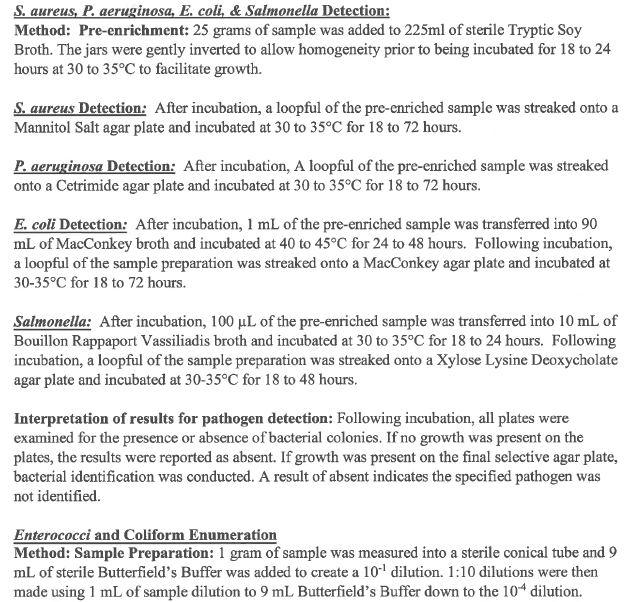 S. aureus, P. aeruginosa, E. coli, & Salmonella Detection:
Method:  Pre-enrichment: 25 grams of sample was added to 225ml of sterile Tryptic Soy
Broth. The jars were gently inverted to allow homogeneity prior to being incubated for 18 to 24
hours at 30 to 35°C to facilitate growth.
S. aureus Detection:  After incubation, a loopful of the pre-enriched sample was streaked onto a
Mannitol Salt agar plate and incubated at 30 to 35°C for 18 to 72 hours.
P. aeruginosa Detection:  After incubation, A loopful of the pre-enriched sample was streaked
onto a Cetrimide agar plate and incubated at 30 to 35°C for 18 to 72 hours.
E. coli Detection:  After incubation, 1 mL of the pre-enriched sample was transferred into 90
mL of MacConkey broth and incubated at 40 to 45°C for 24 to 48 hours.  Following incubation,
a loopful of the sample preparation was streaked onto a MacConkey agar plate and incubated at
30-35°C for 18 to 72 hours.
Salmonella:  After incubation, 100 µL of the pre-enriched sample was transferred into 10 mL of
Bouillon Rappaport Vassiliadis broth and incubated at 30 to 35°C for 18 to 24 hours.  Following
incubation, a loopful of the sample preparation was streaked onto a Xylose Lysine Deoxycholate
agar plate and incubated at 30-35°C for 18 to 48 hours.
Interpretation of results for pathogen detection: Following incubation, all plates were
examined for the presence or absence of bacterial colonies. If no growth was present on the
plates, the results were reported as absent. If growth was present on the final selective agar plate,
bacterial identification was conducted. A result of absent indicates the specified pathogen was
not identified.
Enterococci and Coliform Enumeration
Method: Sample Preparation: 1 gram of sample was measured into a sterile conical tube and 9
mL of sterile Butterfield's Buffer was added to create a 10⁻¹ dilution. 1:10 dilutions were then
made using 1 mL of sample dilution to 9 mL Butterfield's Buffer down to the 10⁻⁴ dilution.